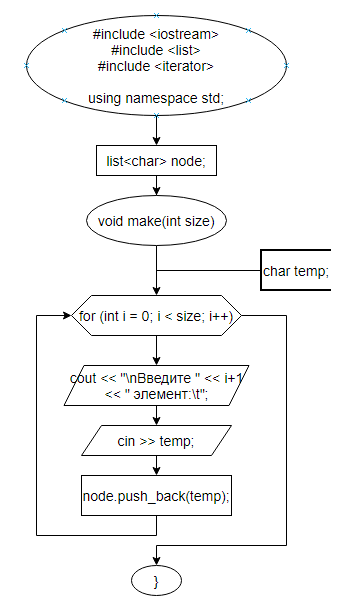 #include <iostream>
#include <list>
#include <iterator>
using namespace std;
list<char> node;
void make(int size)
char temp;
for (int i = 0; i < size; i++)
cout << "\nВведите " << i+1
<< " элемент:\t";
cin >> temp;
node.push_back(temp);
}